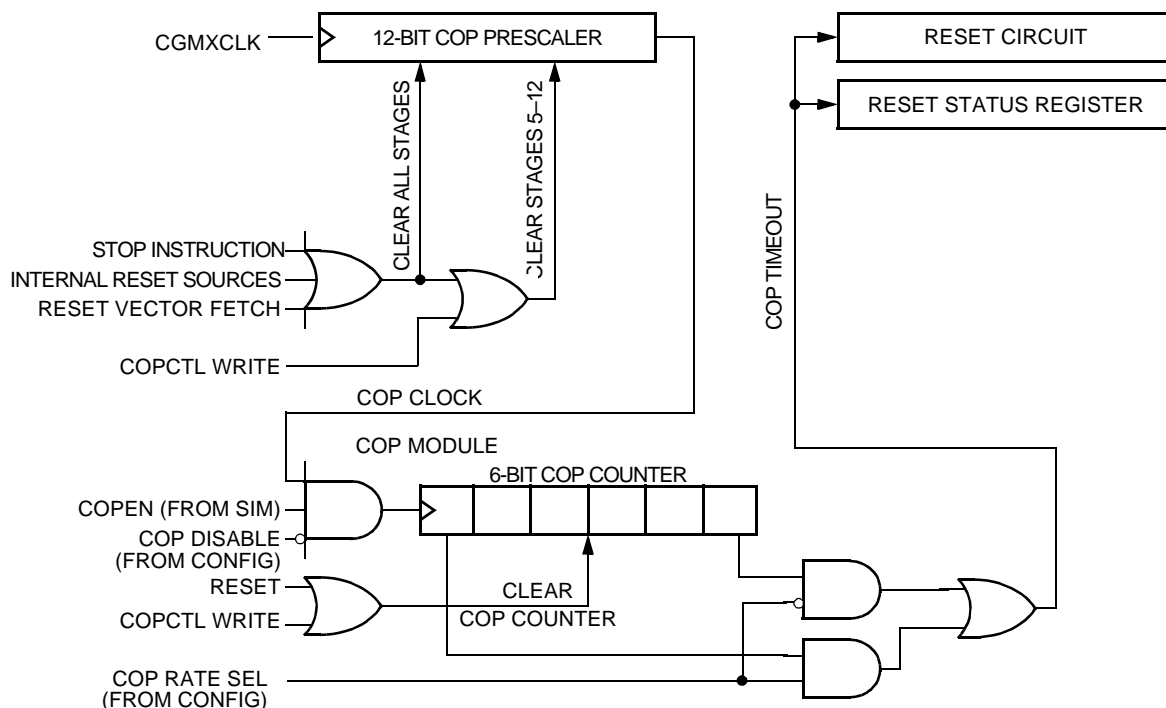 CGMXCLK
12-BIT COP PRESCALER
RESET CIRCUIT
RESET STATUS REGISTER
CLEAR ALL STAGES
CLEAR STAGES 5–12
COP TIMEOUT
STOP INSTRUCTION
INTERNAL RESET SOURCES
RESET VECTOR FETCH
COPCTL WRITE
COP CLOCK
COP MODULE
6-BIT COP COUNTER
COPEN (FROM SIM)
COP DISABLE
(FROM CONFIG)
RESET
COPCTL WRITE
CLEAR
COP COUNTER
COP RATE SEL
(FROM CONFIG)